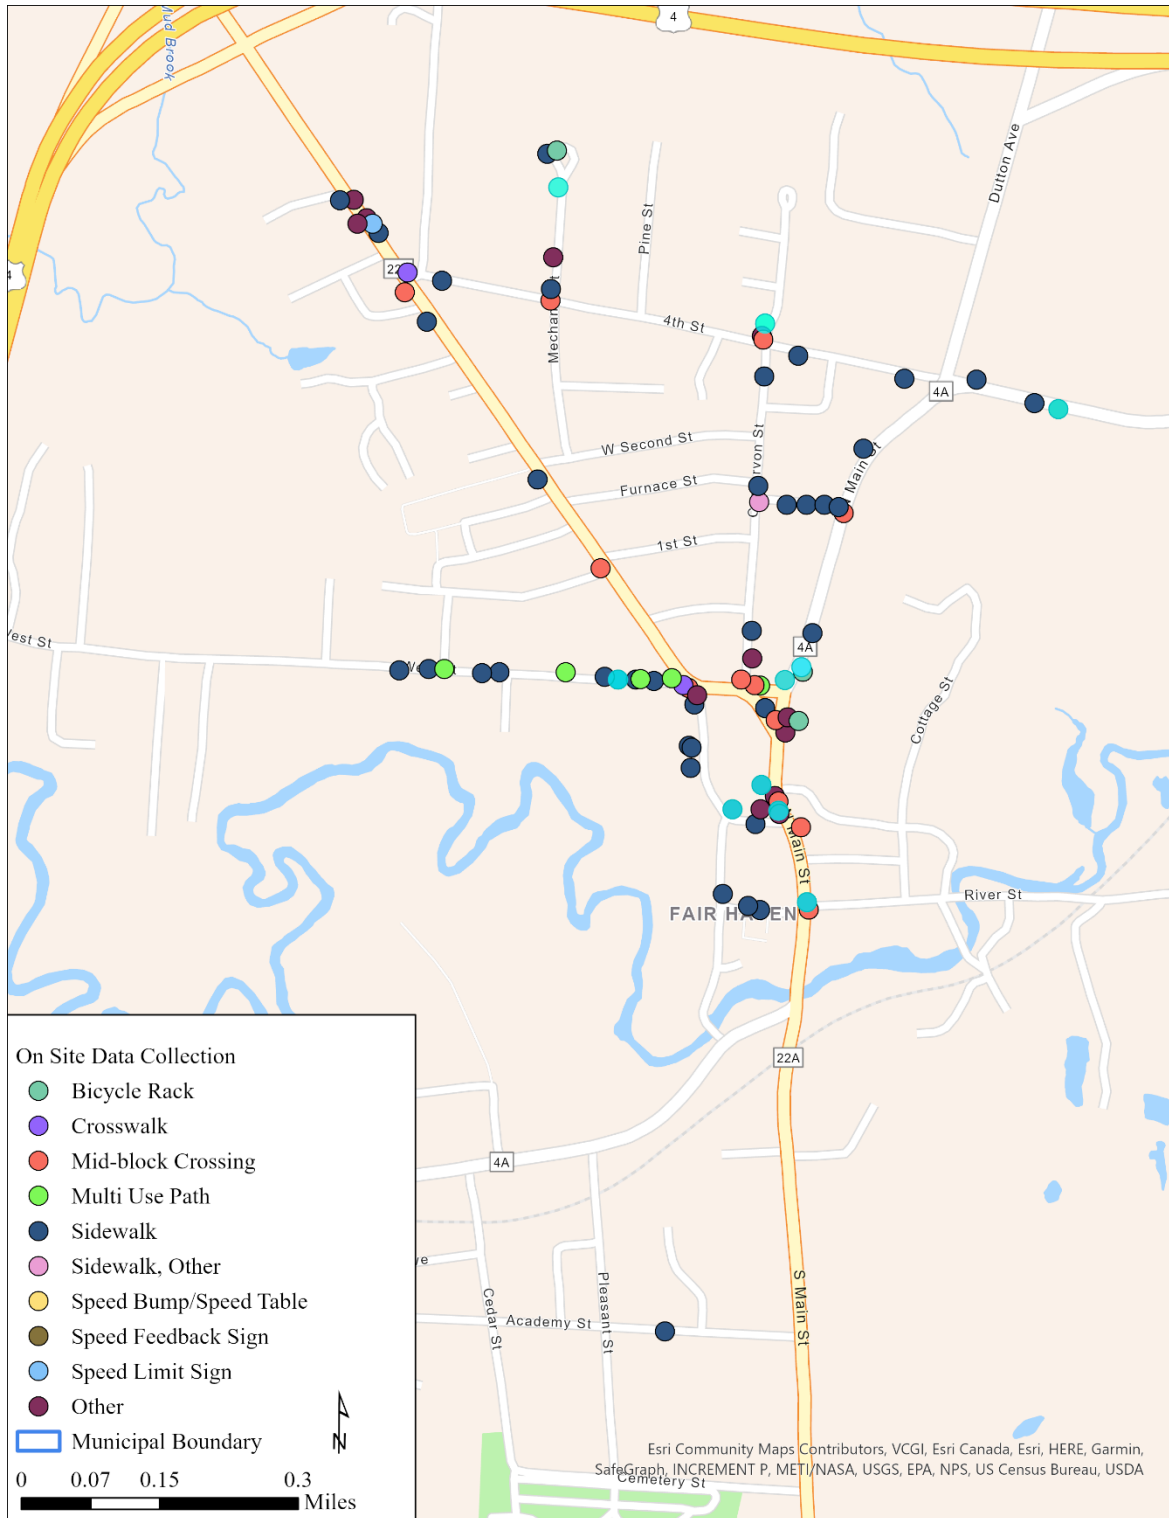 4
Mud Brook
Dutton Ave
Pine St
4
22
4th St
4A
W Second St
Furnace St
N Main St
1st St
West St
4A
Cottage St
N Main St
River St
FAIR HAVEN
22A
4A
S Main St
Cedar St
Pleasant St
Academy St
Cemetery St
On Site Data Collection
Bicycle Rack
Crosswalk
Mid-block Crossing
Multi Use Path
Sidewalk
Sidewalk, Other
Speed Bump/Speed Table
Speed Feedback Sign
Speed Limit Sign
Other
Municipal Boundary
N
0 0.07 0.15 0.3
Miles
Esri Community Maps Contributors, VCGI, Esri Canada, Esri, HERE, Garmin,
SafeGraph, INCREMENT P, METI/NASA, USGS, EPA, NPS, US Census Bureau, USDA